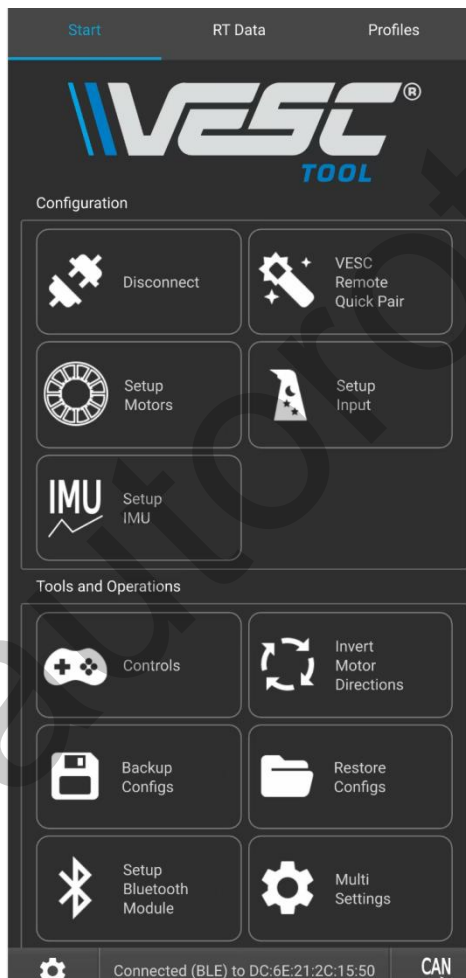 Start RT Data Profiles
VESC®
TOOL
Configuration
Disconnect
VESC
Remote
Quick Pair
Setup
Motors
Setup
Input
IMU
Setup
IMU
Tools and Operations
Controls
Invert
Motor
Directions
Backup
Configs
Restore
Configs
Setup
Bluetooth
Module
Multi
Settings
Connected (BLE) to DC:6E:21:2C:15:50
CAN